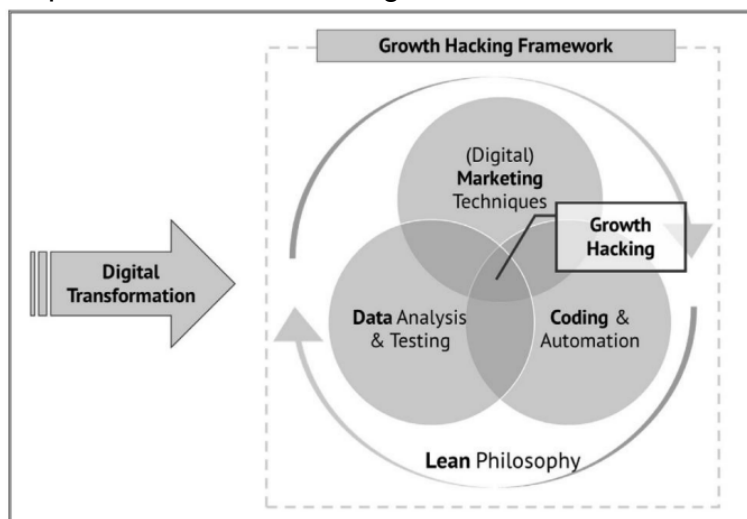 Growth Hacking Framework
(Digital)
Marketing
Techniques
Growth
Hacking
Digital
Transformation
Data Analysis
& Testing
Coding &
Automation
Lean Philosophy